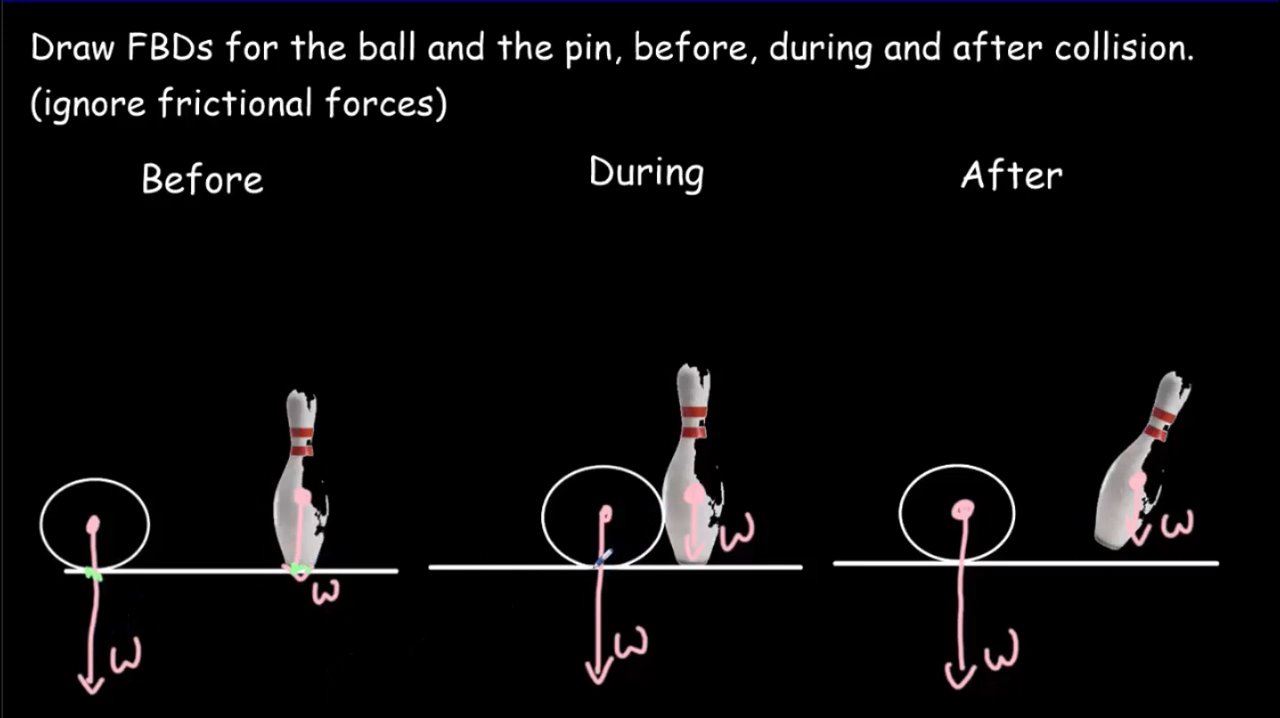 Draw FBDs for the ball and the pin, before, during and after collision.
(ignore frictional forces)
Before
During
After
W
W
W
W
W
W